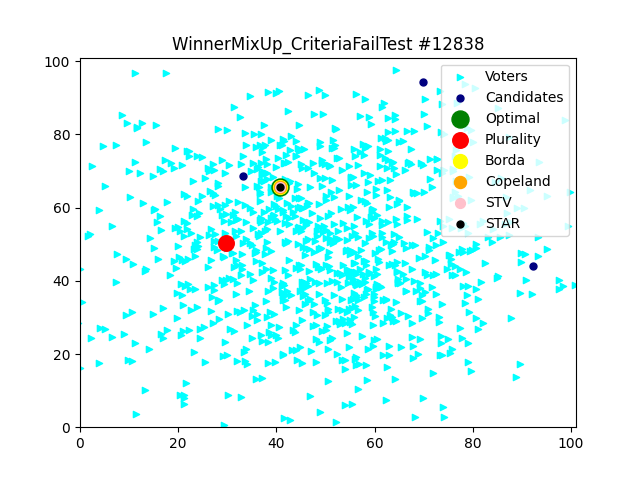 WinnerMixUp_CriteriaFailTest #12838
100
80
60
40
20
0
0
20
40
60
80
100
Voters
Candidates
Optimal
Plurality
Borda
Copeland
STV
STAR